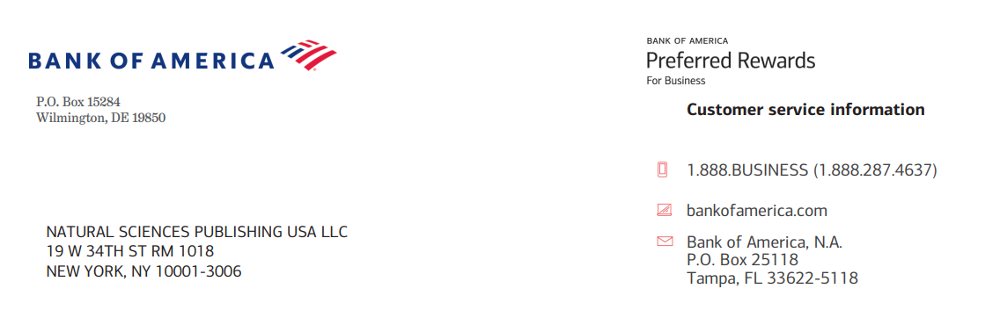 BANK OF AMERICA
P.O. Box 15284
Wilmington, DE 19850
NATURAL SCIENCES PUBLISHING USA LLC
19 W 34TH ST RM 1018
NEW YORK, NY 10001-3006
BANK OF AMERICA
Preferred Rewards
For Business
Customer service information
1.888.BUSINESS (1.888.287.4637)
bankofamerica.com
Bank of America, N.A.
P.O. Box 25118
Tampa, FL 33622-5118